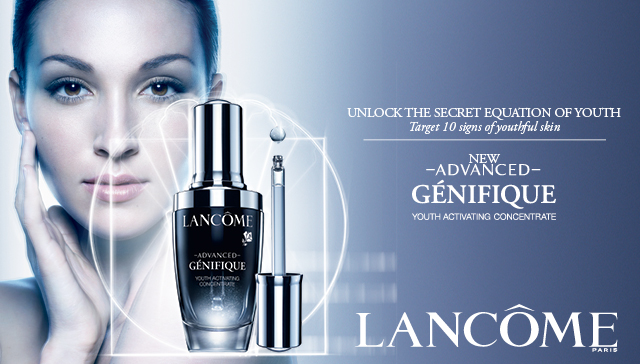 UNLOCK THE SECRET EQUATION OF YOUTH
Target 10 signs of youthful skin
NEW
-ADVANCED-
GÉNIFIQUE
YOUTH ACTIVATING CONCENTRATE
LANCÔME
-ADVANCED-
GÉNIFIQUE
YOUTH ACTIVATING
CONCENTRATE
LANCÔME
PARIS